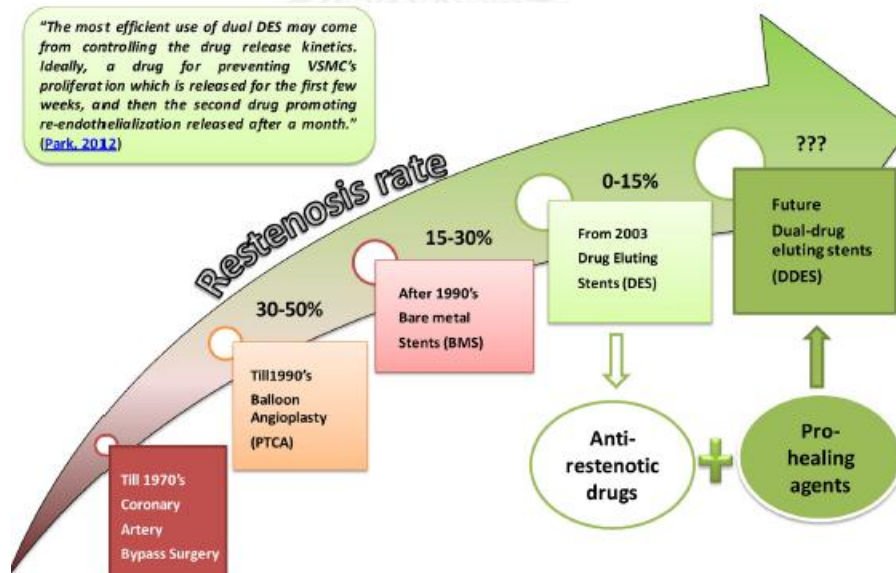 "The most efficient use of dual DES may come
from controlling the drug release kinetics.
Ideally, a drug for preventing VSMC's
proliferation which is released for the first few
weeks, and then the second drug promoting
re-endothelialization released after a month."
(Park, 2012)
Restenosis rate
Till 1970's
Coronary
Artery
Bypass Surgery
30-50%
Till1990's
Balloon
Angioplasty
(PTCA)
15-30%
After 1990's
Bare metal
Stents (BMS)
0-15%
From 2003
Drug Eluting
Stents (DES)
???
Future
Dual-drug
eluting stents
(DDES)
Anti-
restenotic
drugs
Pro-
healing
agents